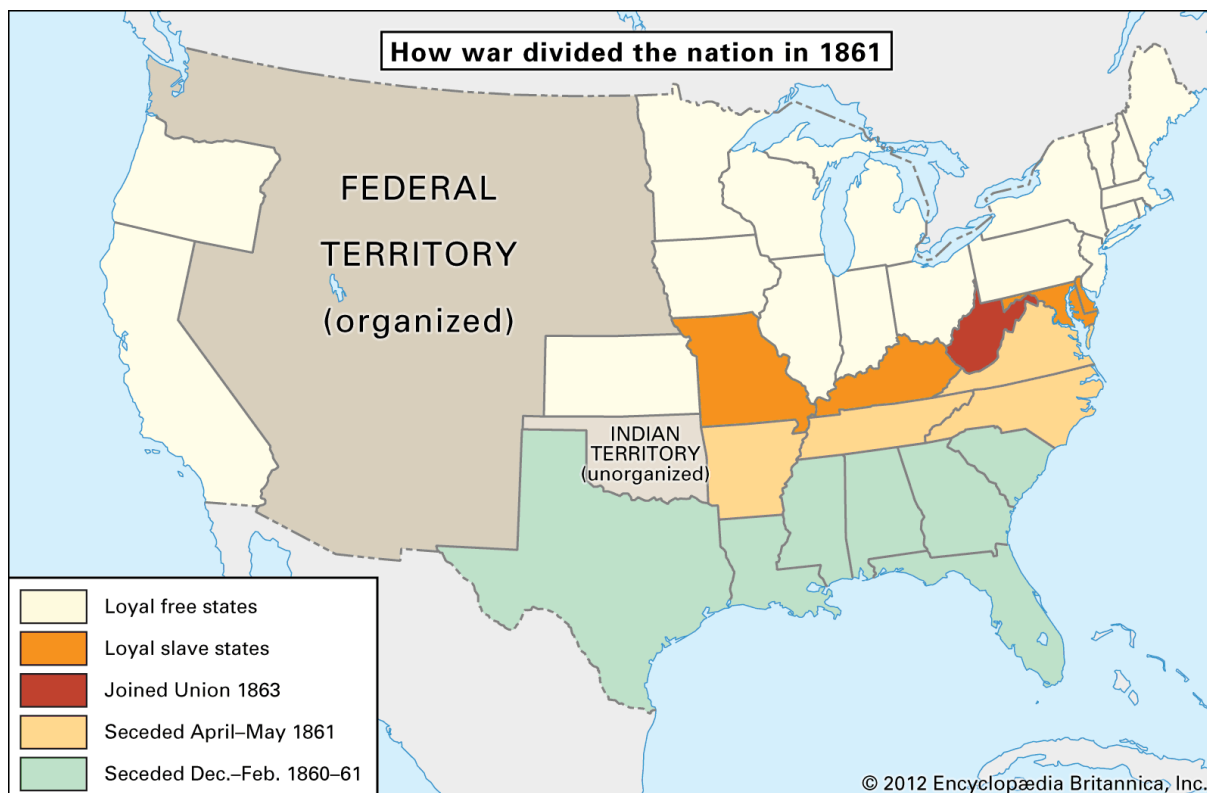 How war divided the nation in 1861
FEDERAL
TERRITORY
(organized)
INDIAN
TERRITORY
(unorganized)
Loyal free states
Loyal slave states
Joined Union 1863
Seceded April–May 1861
Seceded Dec.–Feb. 1860–61
© 2012 Encyclopædia Britannica, Inc.